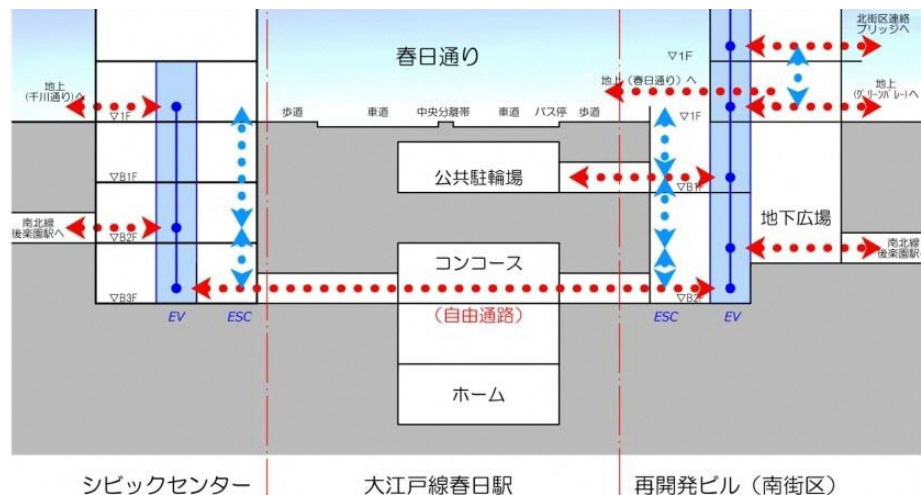 北街区連絡
ブリッジへ
春日通り
▽1F
地上
(千川通り)へ
地上（春日通り）へ
地上
(グリーンバレー)へ
▽1F
歩道
車道
中央分離帯
車道
バス停
歩道
▽1F
▽B1F
公共駐輪場
▽B1F
南北線
後楽園駅へ
▽B2F
地下広場
コンコース
南北線
後楽園駅
▽B3F
（自由通路）
▽B2F
EV
ESC
ESC
EV
ホーム
シビックセンター
大江戸線春日駅
再開発ビル（南街区）